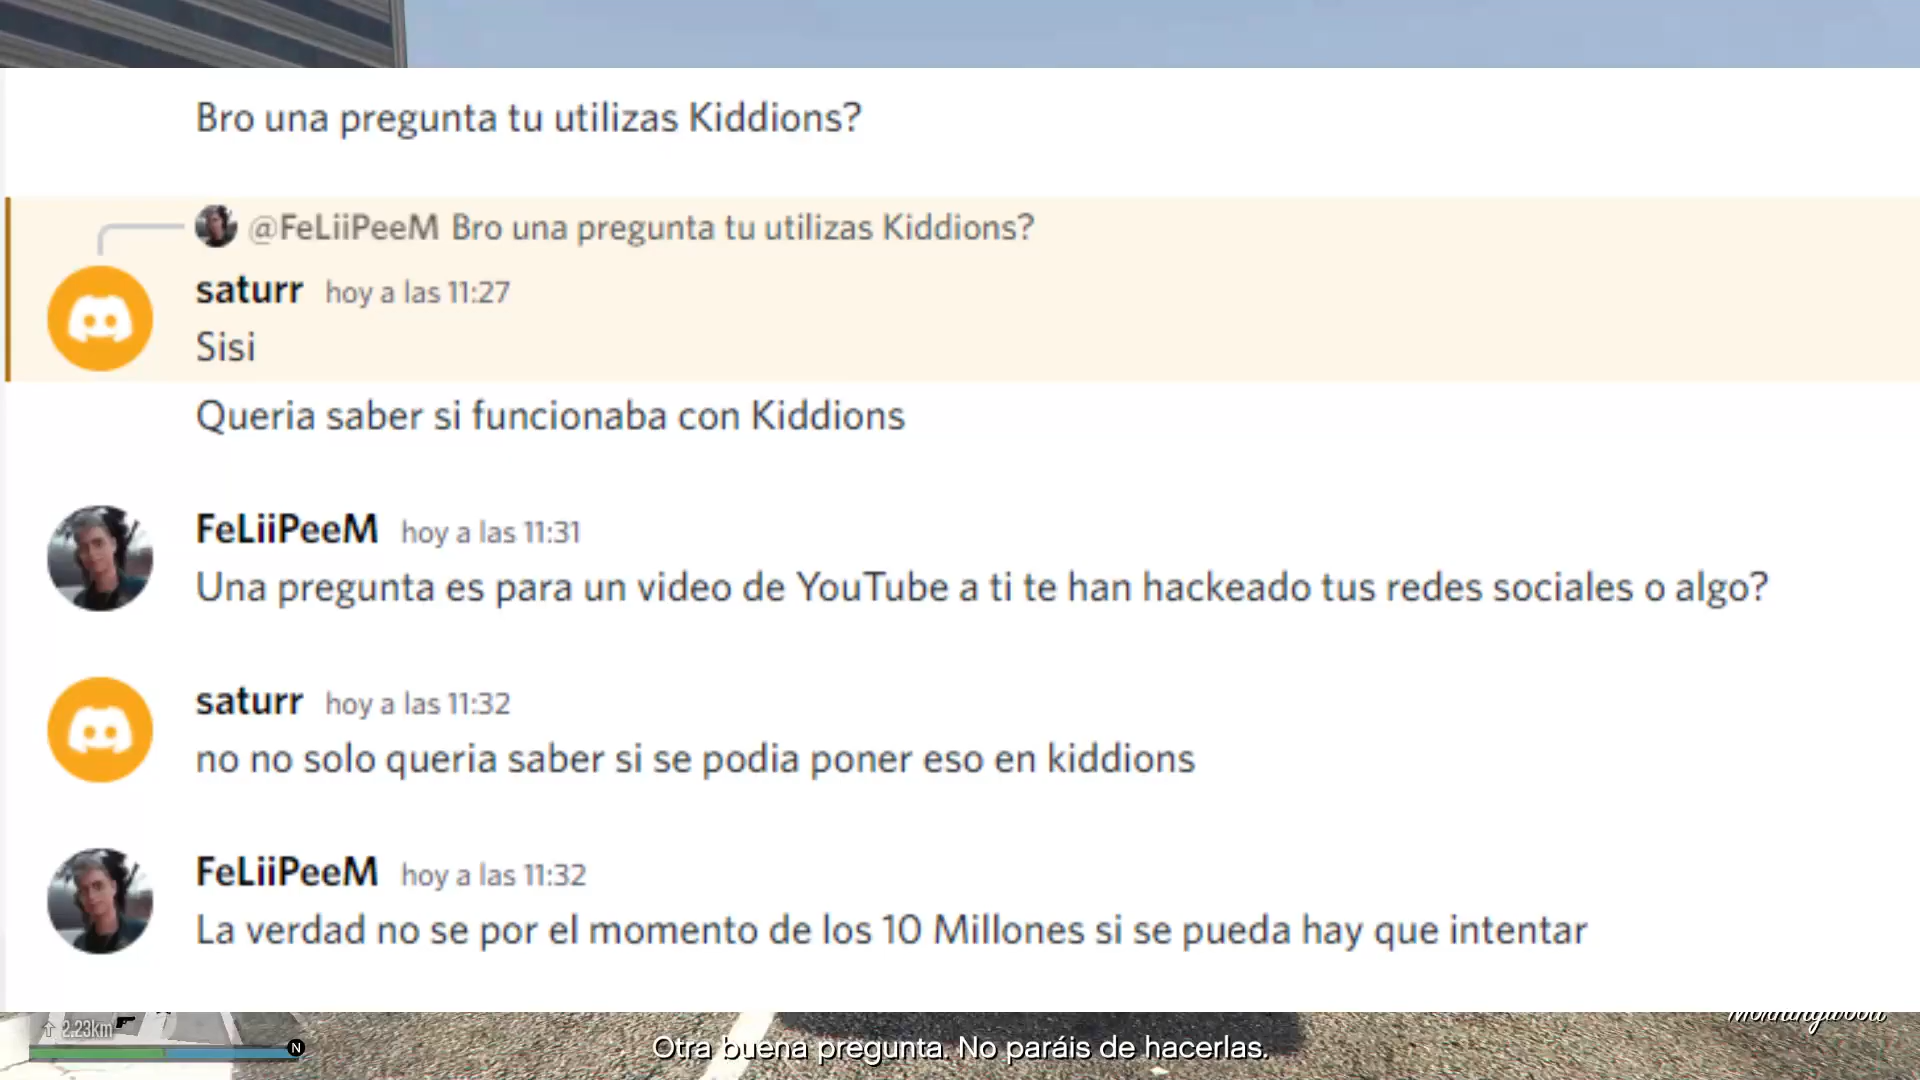 Bro una pregunta tu utilizas Kiddions?
@FeLiiPeeM Bro una pregunta tu utilizas Kiddions?
saturr hoy a las 11:27
Sisi
Queria saber si funcionaba con Kiddions
FeLiiPeeM hoy a las 11:31
Una pregunta es para un video de YouTube a ti te han hackeado tus redes sociales o algo?
saturr hoy a las 11:32
no no solo queria saber si se podia poner eso en kiddions
FeLiiPeeM hoy a las 11:32
La verdad no se por el momento de los 10 Millones si se pueda hay que intentar
Morningwood
2.23km
N
Otra buena pregunta. No paráis de hacerlas.